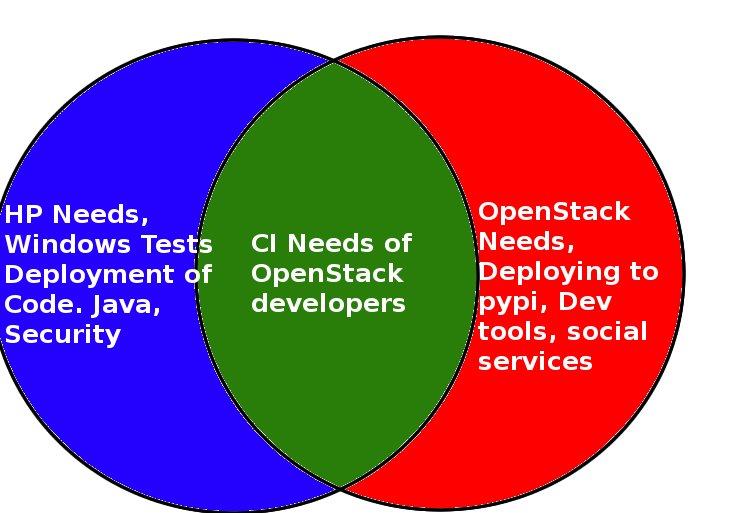 HP Needs,
Windows Tests
Deployment of
Code. Java,
Security
CI Needs of
OpenStack
developers
OpenStack
Needs,
Deploying to
pypi, Dev
tools, social
services